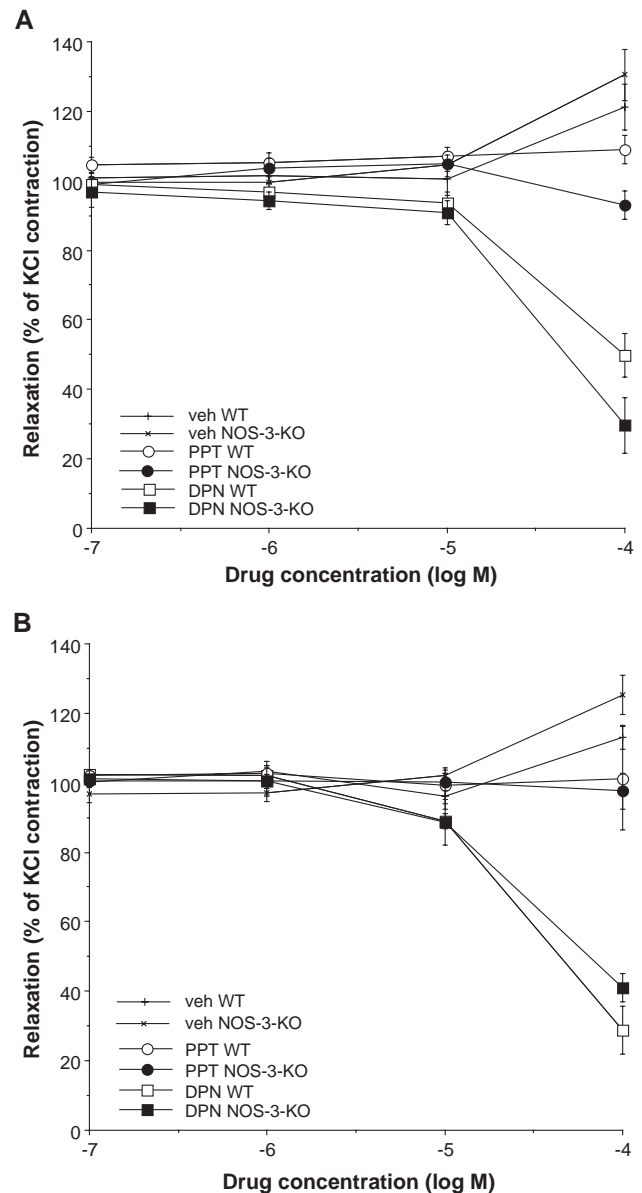 A
140
120
100
80
60
40
20
0
Relaxation (% of KCl contraction)
veh WT
veh NOS-3-KO
PPT WT
PPT NOS-3-KO
DPN WT
DPN NOS-3-KO
-7 -6 -5 -4
Drug concentration (log M)
B
140
120
100
80
60
40
20
0
Relaxation (% of KCl contraction)
veh WT
veh NOS-3-KO
PPT WT
PPT NOS-3-KO
DPN WT
DPN NOS-3-KO
-7 -6 -5 -4
Drug concentration (log M)